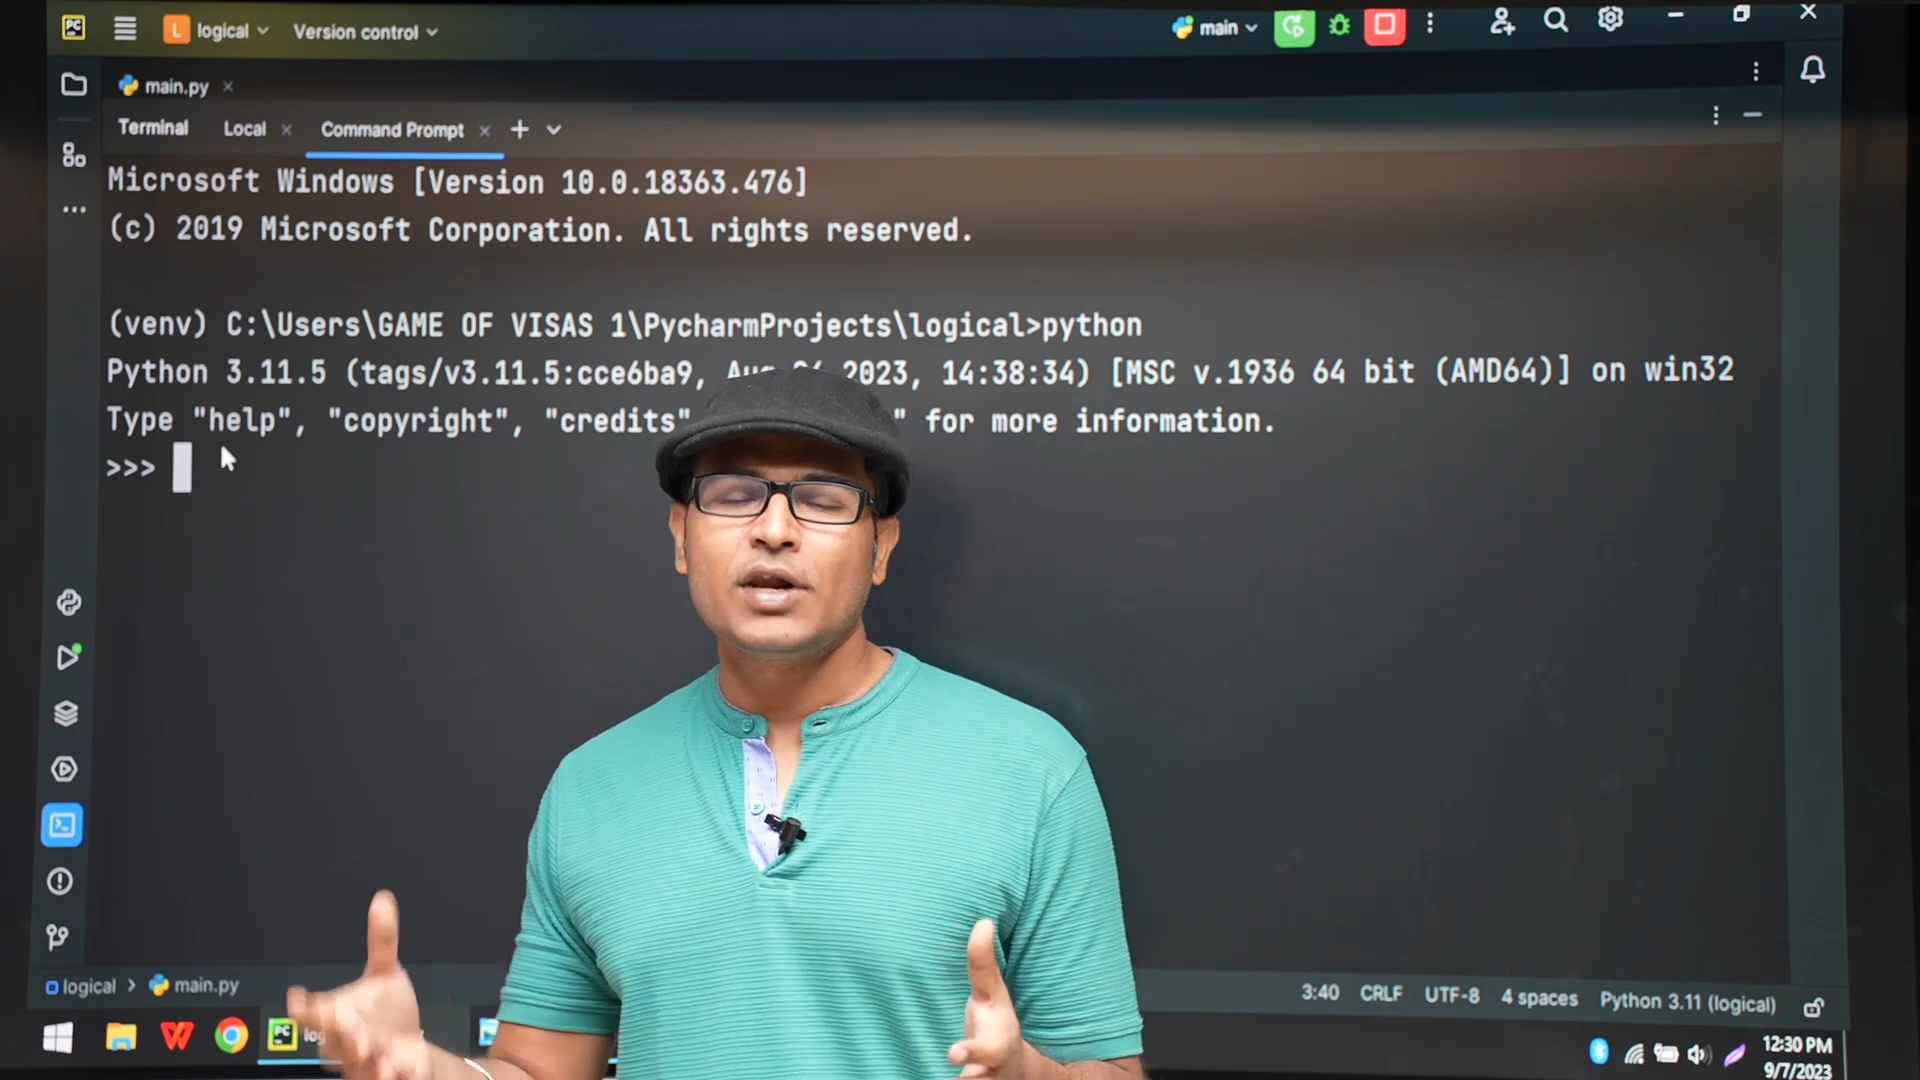 PC L logical Version control main
main.py
Terminal Local Command Prompt
Microsoft Windows [Version 10.0.18363.476]
(c) 2019 Microsoft Corporation. All rights reserved.
(venv) C:\Users\GAME OF VISAS 1\PycharmProjects\logical>python
Python 3.11.5 (tags/v3.11.5:cce6ba9, Aug 2023, 14:38:34) [MSC v.1936 64 bit (AMD64)] on win32
Type "help", "copyright", "credits" " for more information.
>>>
logical > main.py 3:40 CRLF UTF-8 4 spaces Python 3.11 (logical)
PC
12:30 PM
9/7/2023